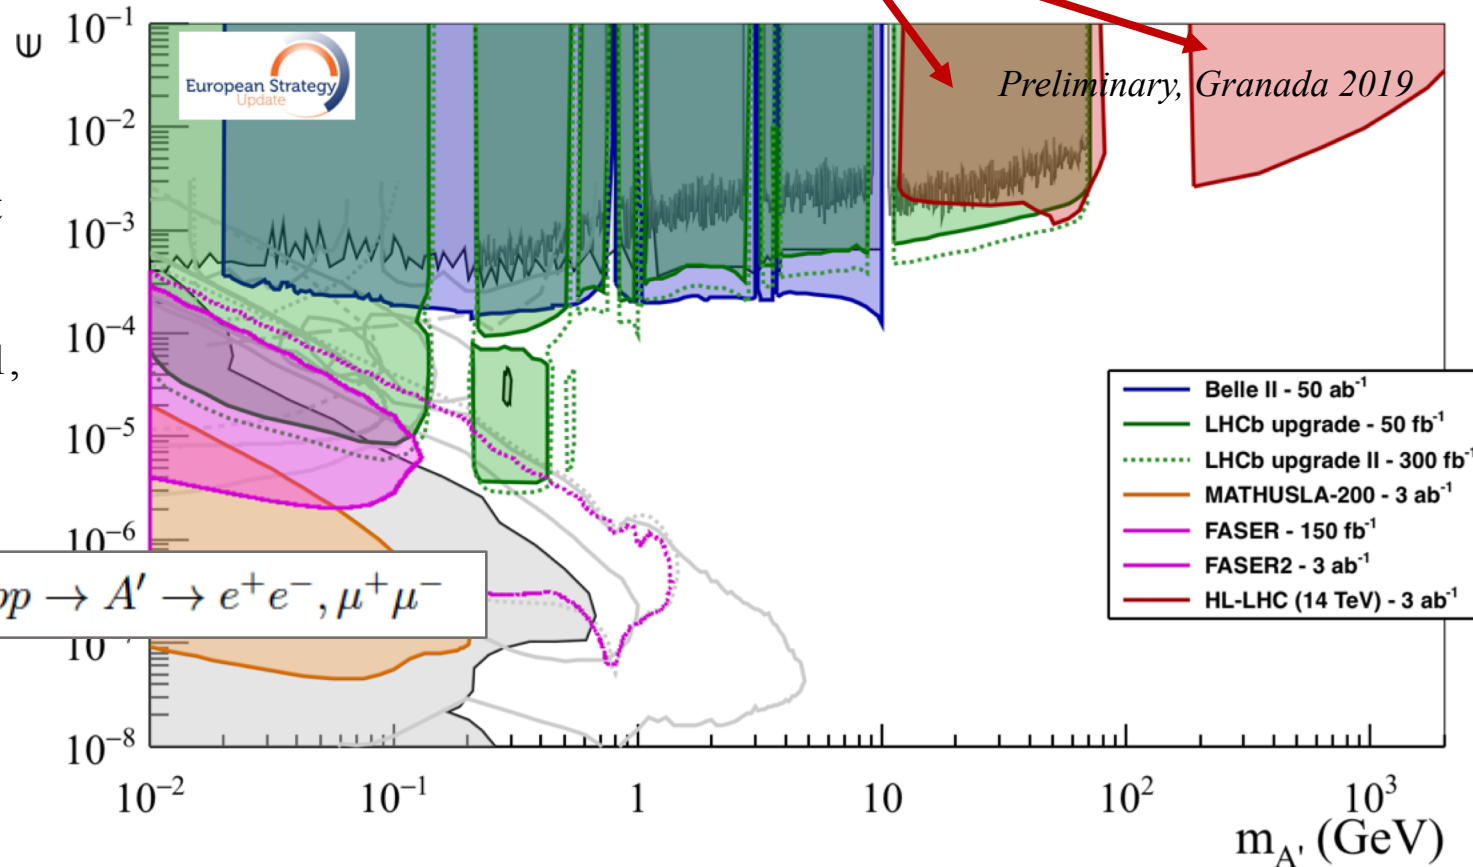 ϵ
10⁻¹
10⁻²
10⁻³
10⁻⁴
10⁻⁵
10⁻⁶
10⁻⁸
European Strategy
Update
Preliminary, Granada 2019
Belle II - 50 ab⁻¹
LHCb upgrade - 50 fb⁻¹
LHCb upgrade II - 300 fb⁻¹
MATHUSLA-200 - 3 ab⁻¹
FASER - 150 fb⁻¹
FASER2 - 3 ab⁻¹
HL-LHC (14 TeV) - 3 ab⁻¹
pp → A′ → e⁺e⁻, μ⁺μ⁻
10⁻² 10⁻¹ 1 10 10² 10³
m_A' (GeV)